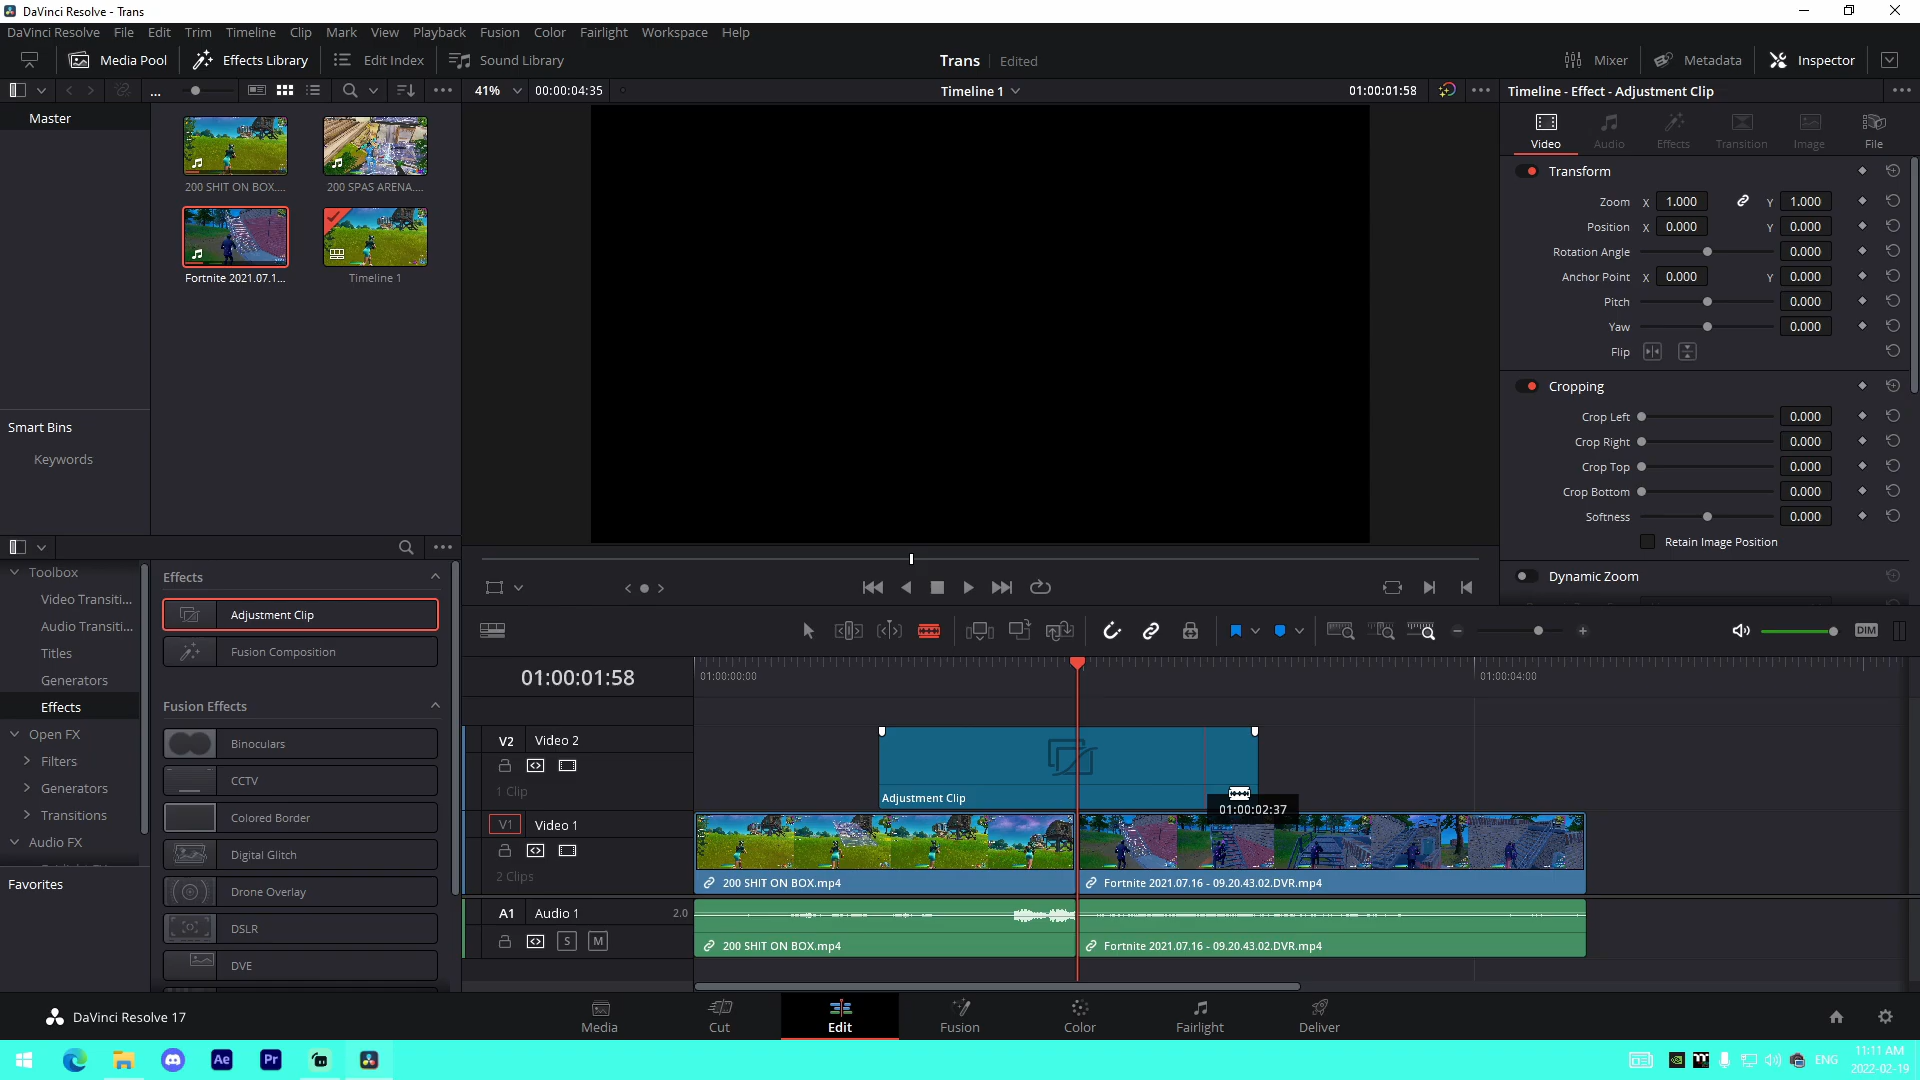 DaVinci Resolve - Trans
DaVinci Resolve File Edit Trim Timeline Clip Mark View Playback Fusion Color Fairlight Workspace Help
Media Pool Effects Library Edit Index Sound Library Trans Edited Mixer Metadata Inspector
... 41% 00:00:04:35 Timeline 1 01:00:01:58 Timeline - Effect - Adjustment Clip
Master
200 SHIT ON BOX.... 200 SPAS ARENA....
Fortnite 2021.07.1... Timeline 1
Smart Bins
Keywords
Video Audio Effects Transition Image File
Transform
Zoom X 1.000 Y 1.000
Position X 0.000 Y 0.000
Rotation Angle 0.000
Anchor Point X 0.000 Y 0.000
Pitch 0.000
Yaw 0.000
Flip
Cropping
Crop Left 0.000
Crop Right 0.000
Crop Top 0.000
Crop Bottom 0.000
Softness 0.000
Retain Image Position
Dynamic Zoom
Toolbox
Video Transiti...
Audio Transiti...
Titles
Generators
Effects
Open FX
Filters
Generators
Transitions
Audio FX
Favorites
Effects
Adjustment Clip
Fusion Composition
Fusion Effects
Binoculars
CCTV
Colored Border
Digital Glitch
Drone Overlay
DSLR
DVE
DIM
01:00:01:58 01:00:00:00 01:00:04:00
V2 Video 2
1 Clip
Adjustment Clip
01:00:02:37
V1 Video 1
2 Clips
200 SHIT ON BOX.mp4 Fortnite 2021.07.16 - 09.20.43.02.DVR.mp4
A1 Audio 1 2.0
S M
200 SHIT ON BOX.mp4 Fortnite 2021.07.16 - 09.20.43.02.DVR.mp4
DaVinci Resolve 17 Media Cut Edit Fusion Color Fairlight Deliver
Ae Pr ENG 11:11 AM
2022-02-19